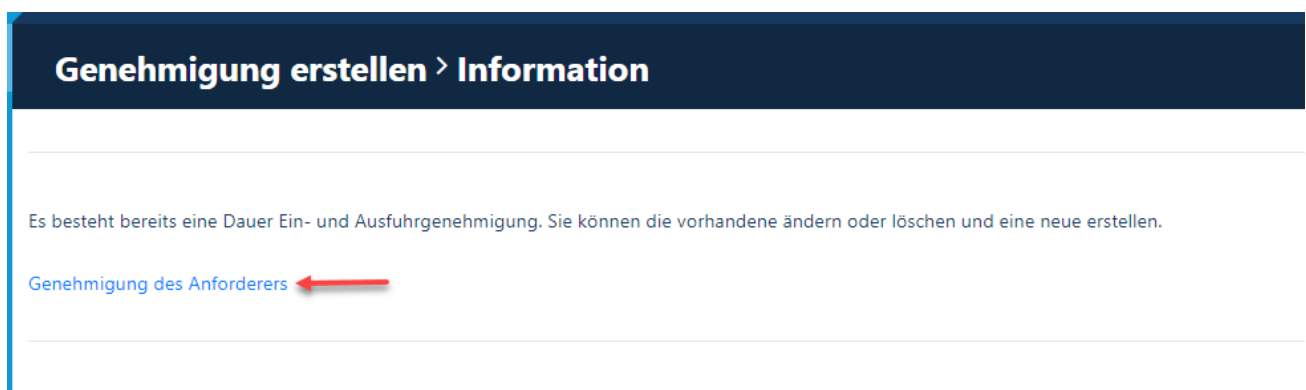 Genehmigung erstellen > Information
Es besteht bereits eine Dauer Ein- und Ausfuhrgenehmigung. Sie können die vorhandene ändern oder löschen und eine neue erstellen.
Genehmigung des Anforderers